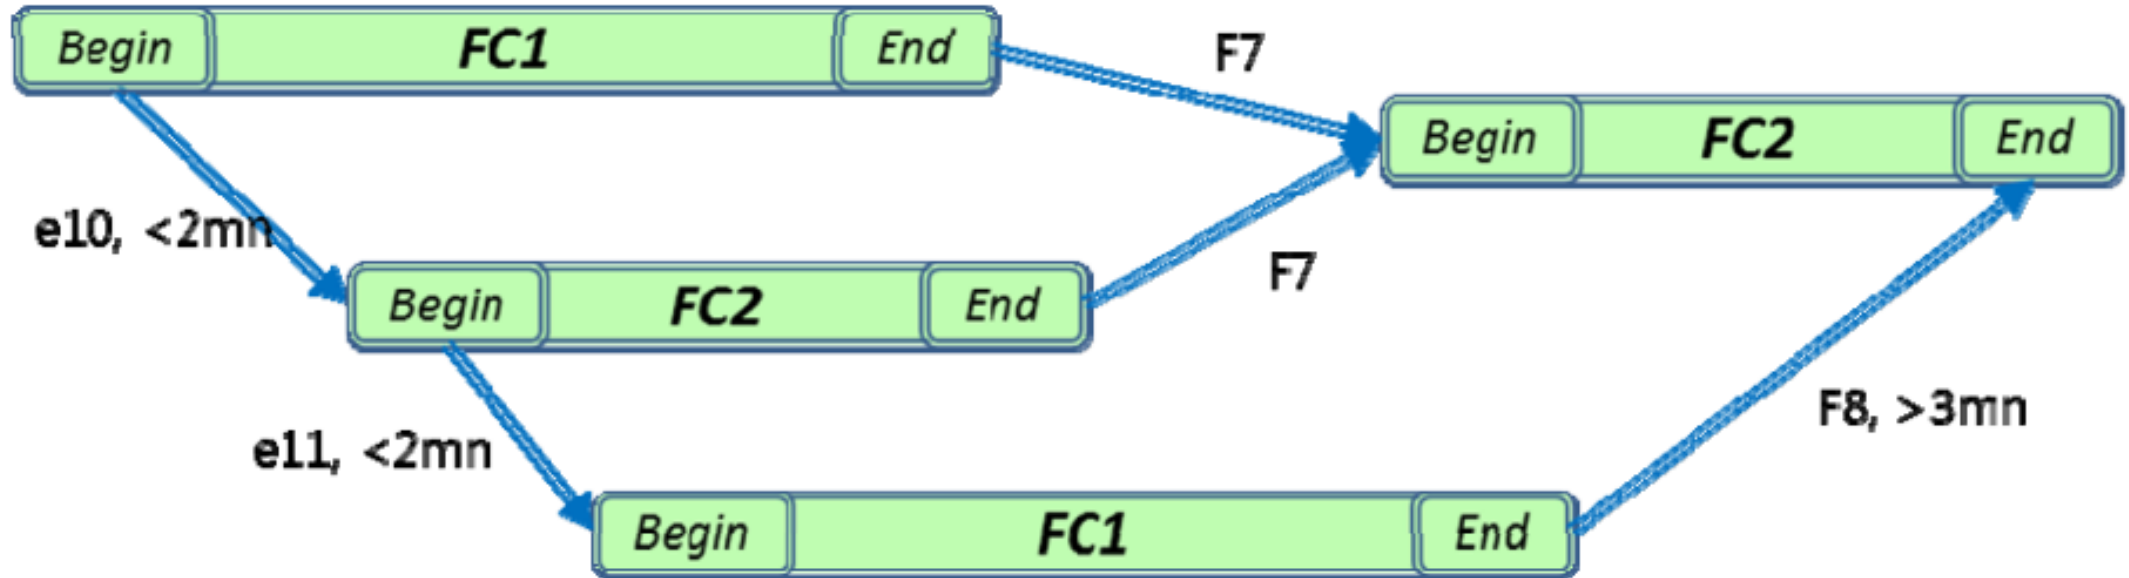 Begin FC1 End
F7
Begin FC2 End
e10, <2mn
F7
Begin FC2 End
F8, >3mn
e11, <2mn
Begin FC1 End